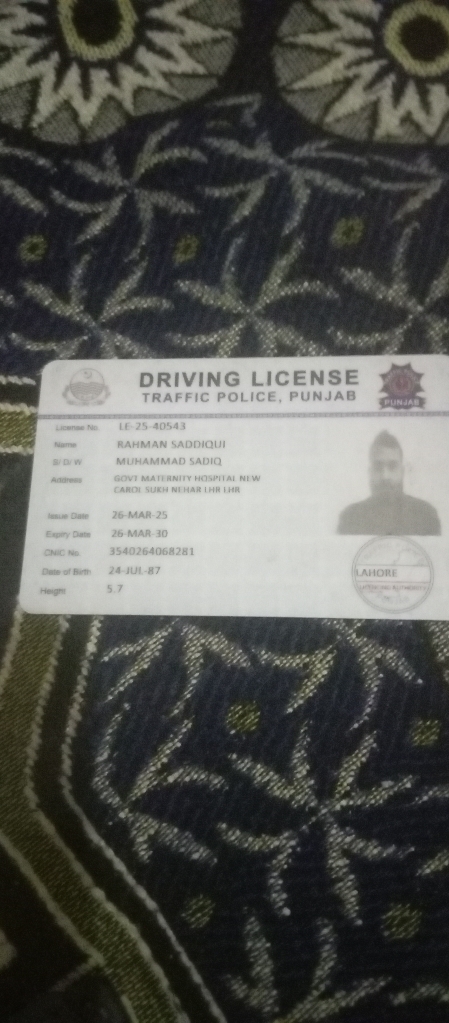 DRIVING LICENSE
TRAFFIC POLICE, PUNJAB
PUNJAB
License No. LE-25-40543
Name RAHMAN SADDIQUI
S/D/W MUHAMMAD SADIQ
Address GOVT MATERNITY HOSPITAL NEW
CAROL SUKH NEHAR LHR LHR
Issue Date 26-MAR-25
Expiry Date 26-MAR-30
CNIC No. 3540264068281
Date of Birth 24-JUL-87
Height 5.7
LAHORE
LICENSING AUTHORITY